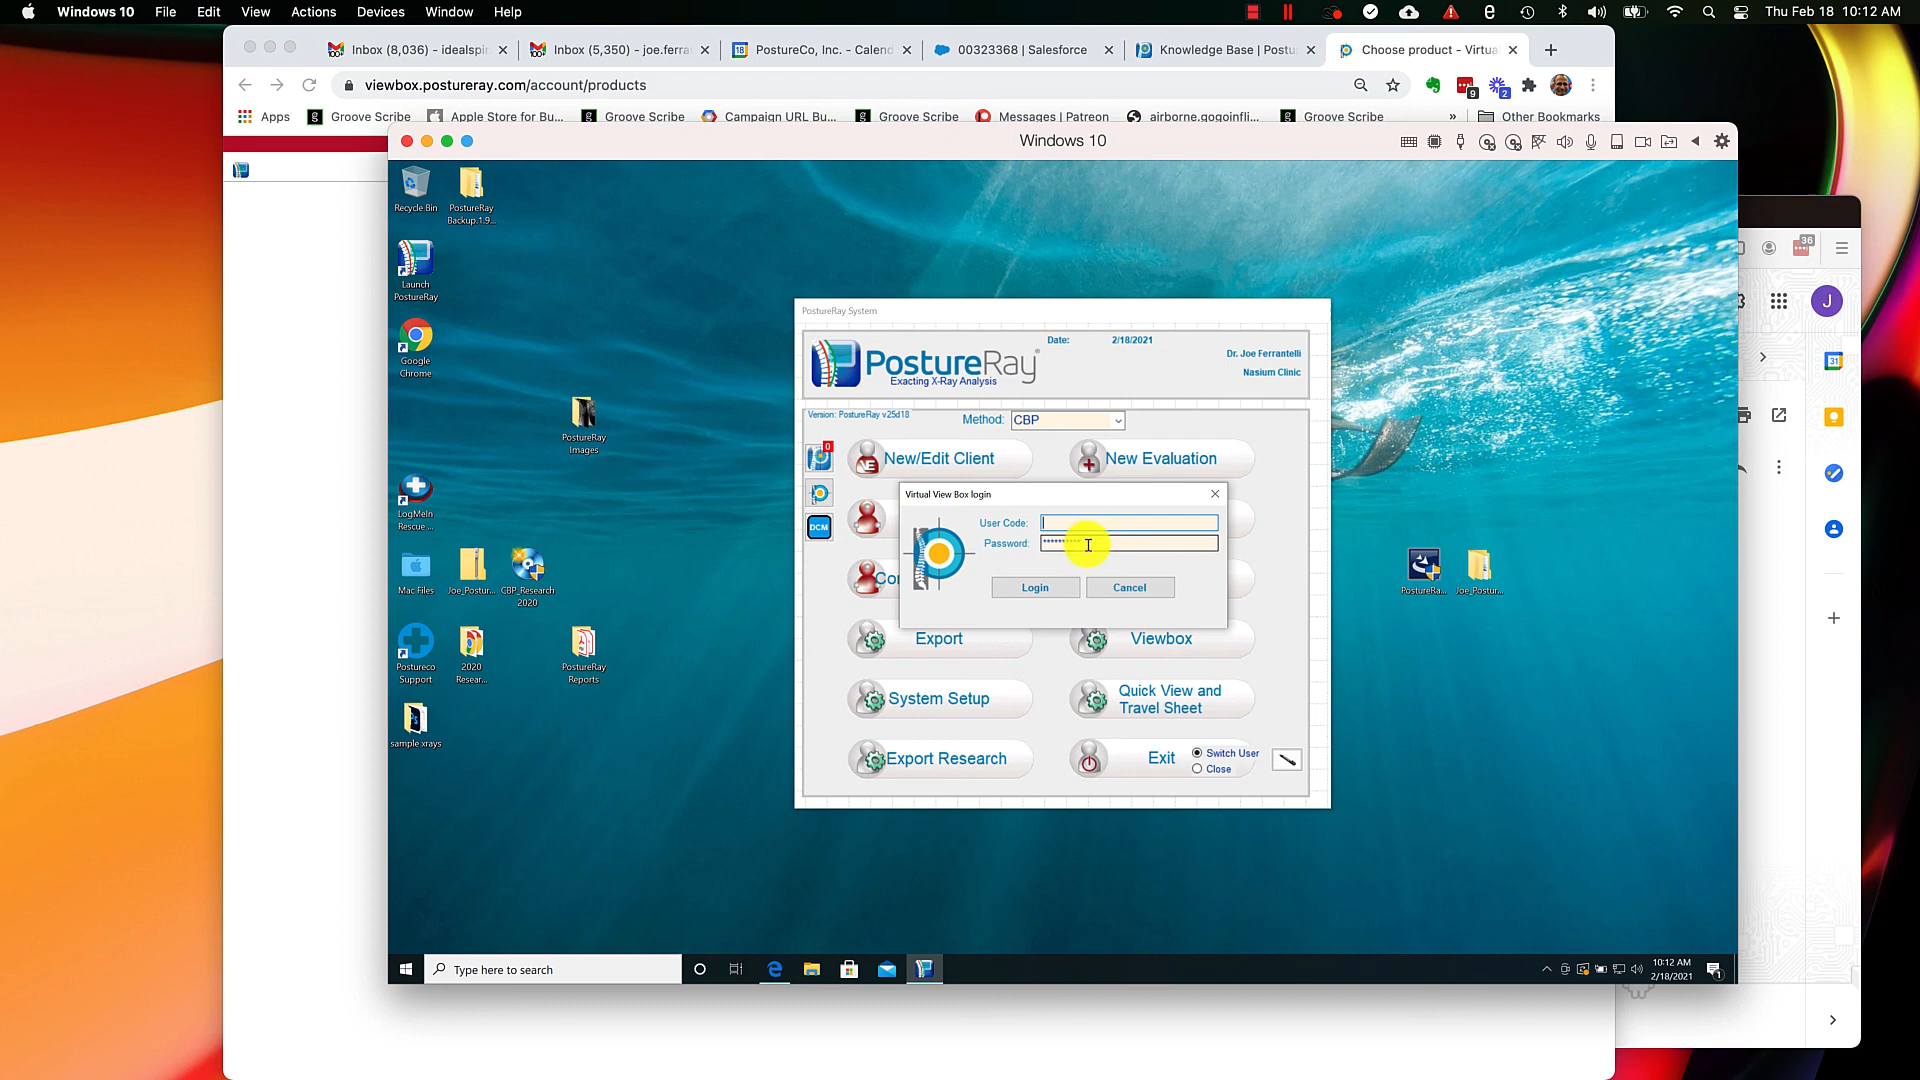 Windows 10 File Edit View Actions Devices Window Help
Thu Feb 18 10:12 AM
Inbox (8,036) - idealspi
Inbox (5,350) - joe.ferra
PostureCo, Inc. - Calend
00323368 | Salesforce
Knowledge Base | Postu
Choose product - Virtua
viewbox.postureray.com/account/products
9
2
Apps
Groove Scribe
Apple Store for Bu...
Groove Scribe
Campaign URL Bu...
Groove Scribe
Messages | Patreon
airborne.gogoinfli...
Groove Scribe
»
Other Bookmarks
Windows 10
Recycle Bin
PostureRay
Backup.1.9...
Launch
PostureRay
Google
Chrome
PostureRay
Images
LogMeIn
Rescue ...
Mac Files
Joe_Postur...
CBP_Research
2020
Postureco
Support
2020
Resear...
PostureRay
Reports
sample xrays
PostureRa...
Joe_Postur...
36
J
31
PostureRay System
PostureRay®
Exacting X-Ray Analysis
Date: 2/18/2021
Dr. Joe Ferrantelli
Nasium Clinic
Version: PostureRay v25d18
Method: CBP
0
DCM
New/Edit Client
New Evaluation
Virtual View Box login
User Code:
Password: **********
Login
Cancel
Co
Export
Viewbox
System Setup
Quick View and
Travel Sheet
Export Research
Exit
Switch User
Close
Type here to search
10:12 AM
2/18/2021
1